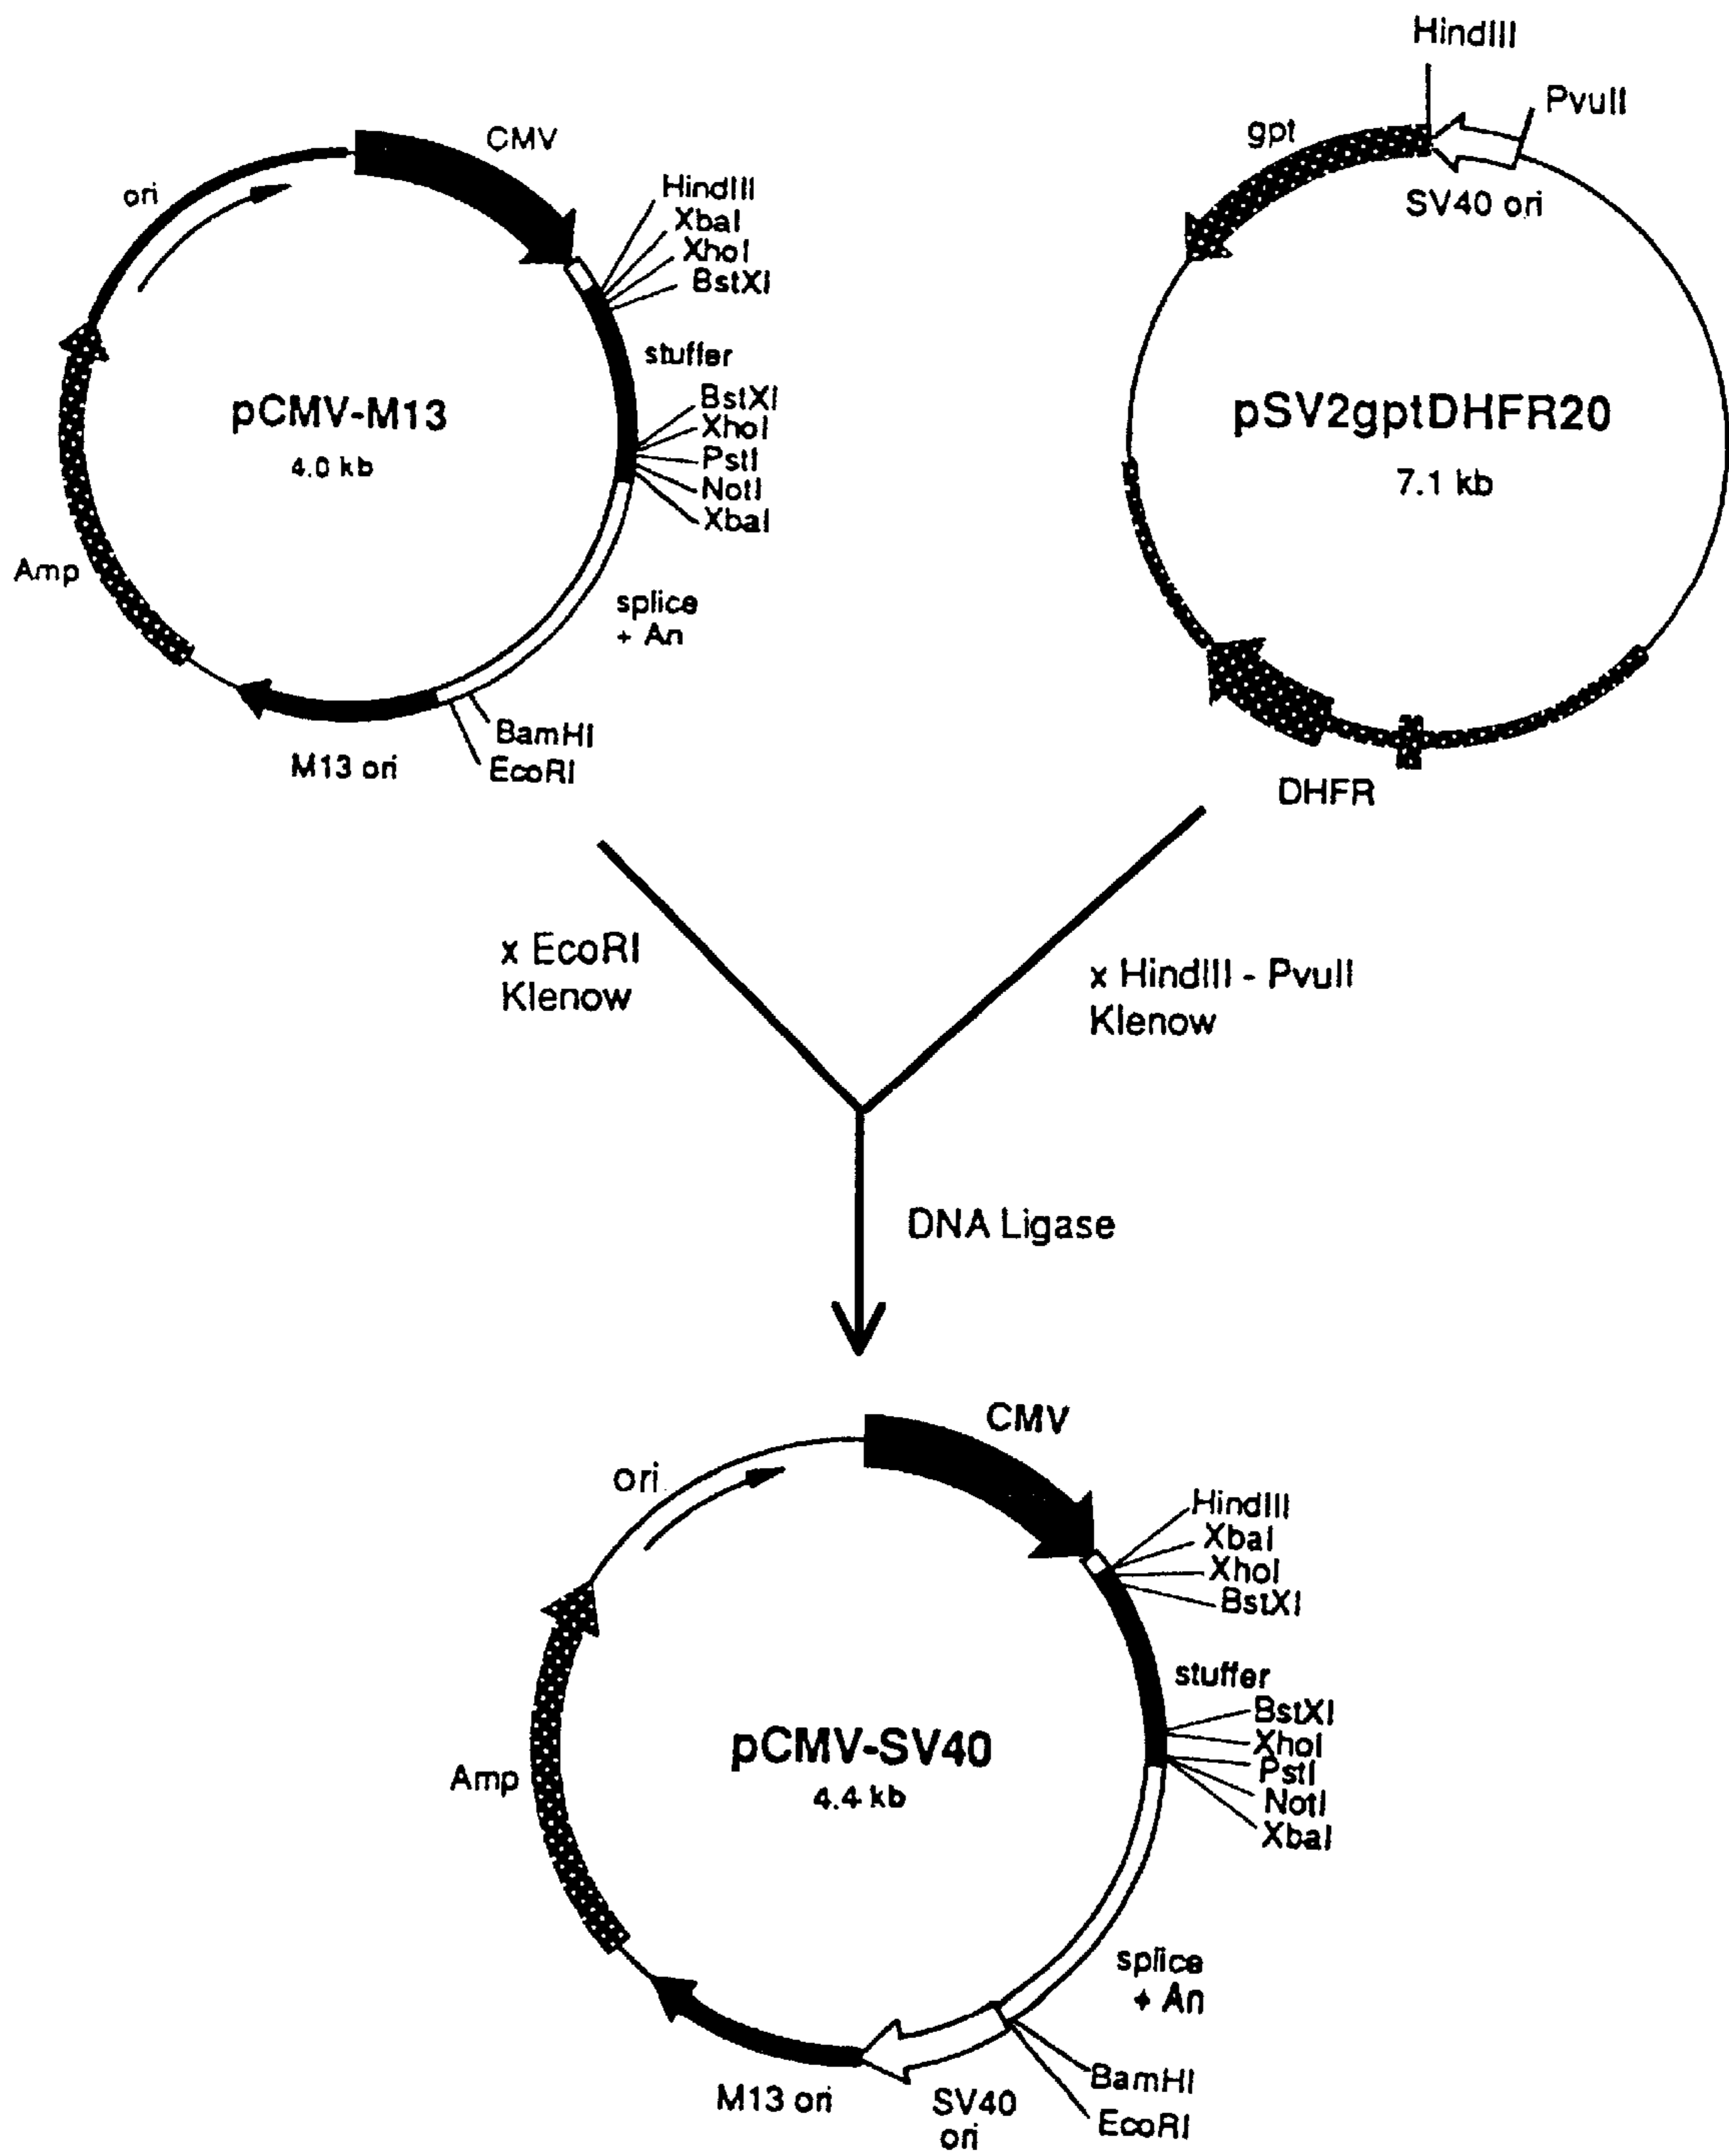 CMV
ori
HindIII
XbaI
XhoI
BstXI
stuffer
BstXI
XhoI
PstI
NotI
XbaI
pCMV-M13
4.0 kb
Amp
splice
+ An
BamHI
EcoRI
M13 ori
HindIII
PvuII
gpt
SV40 ori
pSV2gptDHFR20
7.1 kb
DHFR
x EcoRI
Klenow
x HindIII - PvuII
Klenow
DNA Ligase
CMV
ori
HindIII
XbaI
XhoI
BstXI
stuffer
BstXI
XhoI
PstI
NotI
XbaI
pCMV-SV40
4.4 kb
Amp
splice
+ An
BamHI
EcoRI
M13 ori
SV40
ori